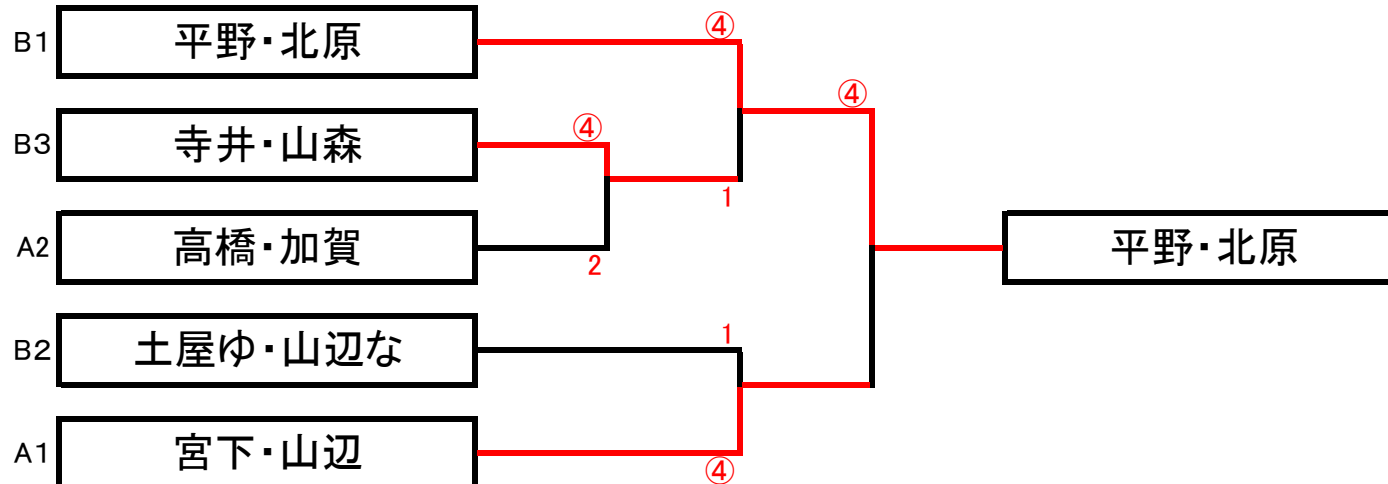 B1 平野・北原 ④
④
B3 寺井・山森 ④
1
A2 高橋・加賀 2
平野・北原
B2 土屋ゆ・山辺な 1
A1 宮下・山辺 ④